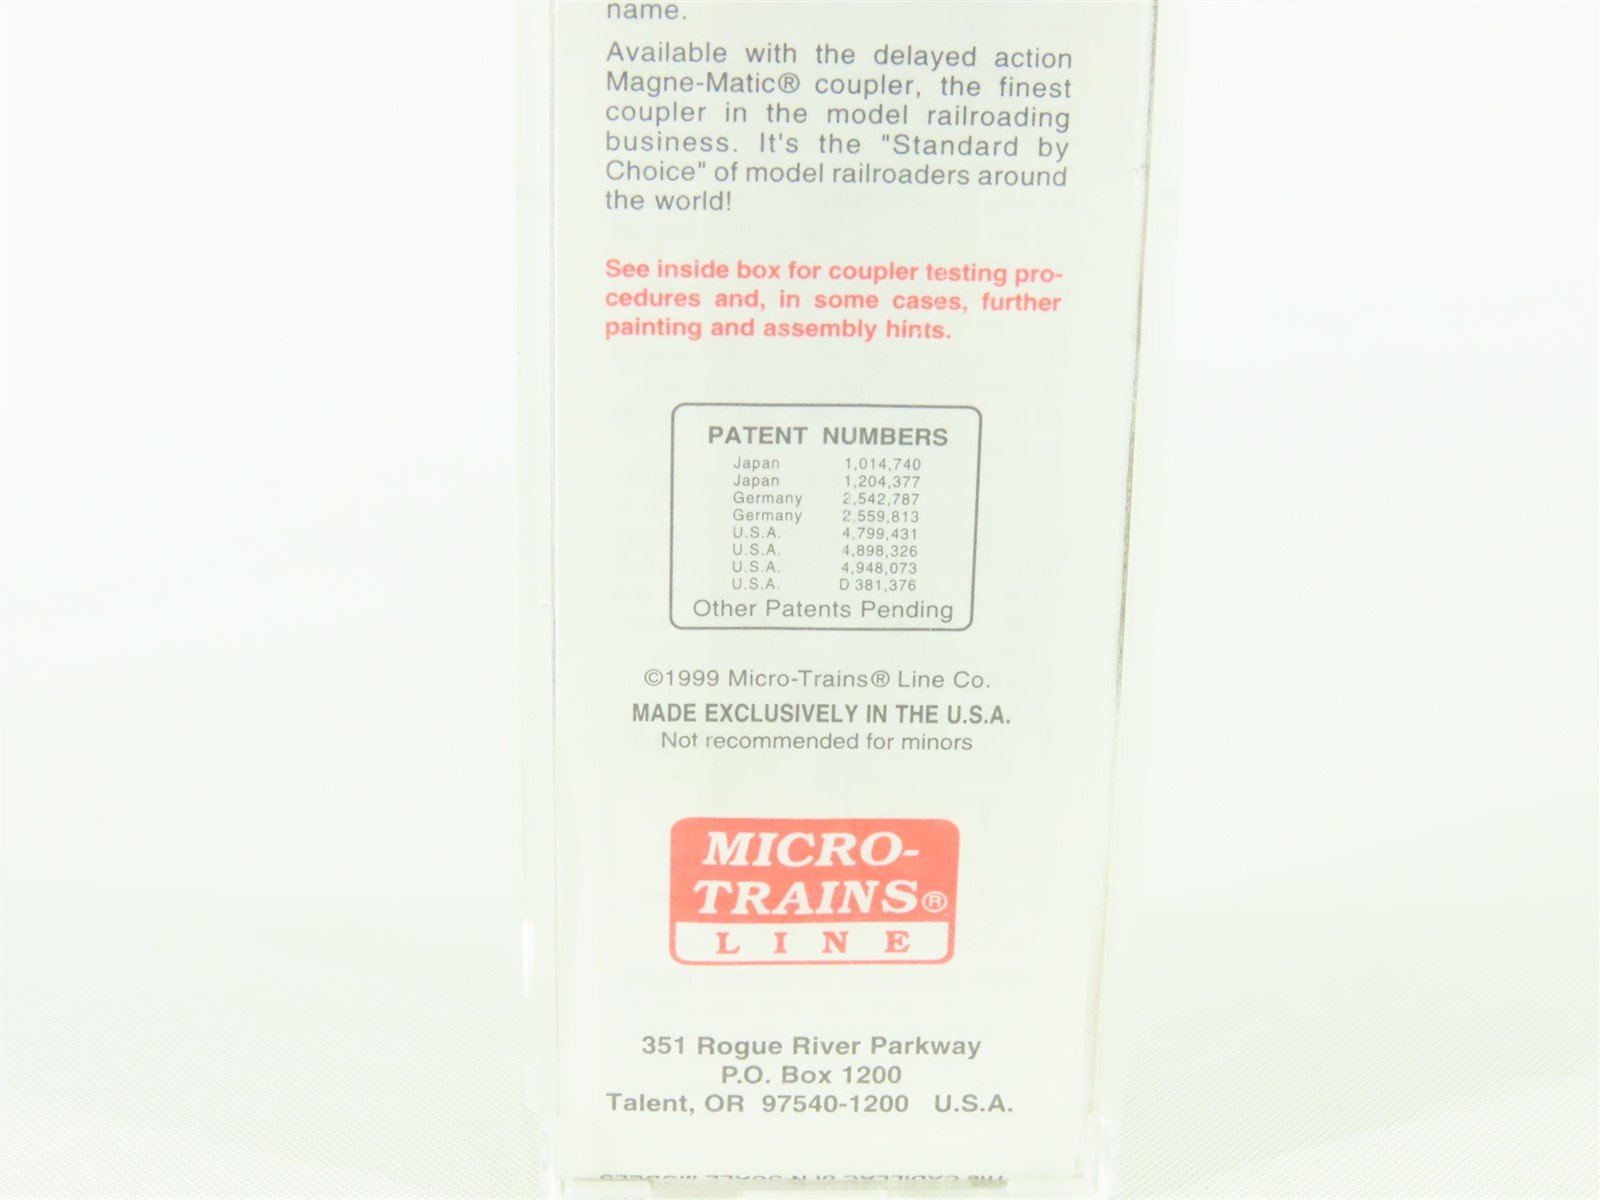 name.
Available with the delayed action
Magne-Matic® coupler, the finest
coupler in the model railroading
business. It's the "Standard by
Choice" of model railroaders around
the world!
See inside box for coupler testing pro-
cedures and, in some cases, further
painting and assembly hints.
PATENT NUMBERS
Japan 1,014,740
Japan 1,204,377
Germany 2,542,787
Germany 2,559,813
U.S.A. 4,799,431
U.S.A. 4,898,326
U.S.A. 4,948,073
U.S.A. D 381,376
Other Patents Pending
©1999 Micro-Trains® Line Co.
MADE EXCLUSIVELY IN THE U.S.A.
Not recommended for minors
MICRO-
TRAINS®
LINE
351 Rogue River Parkway
P.O. Box 1200
Talent, OR 97540-1200 U.S.A.